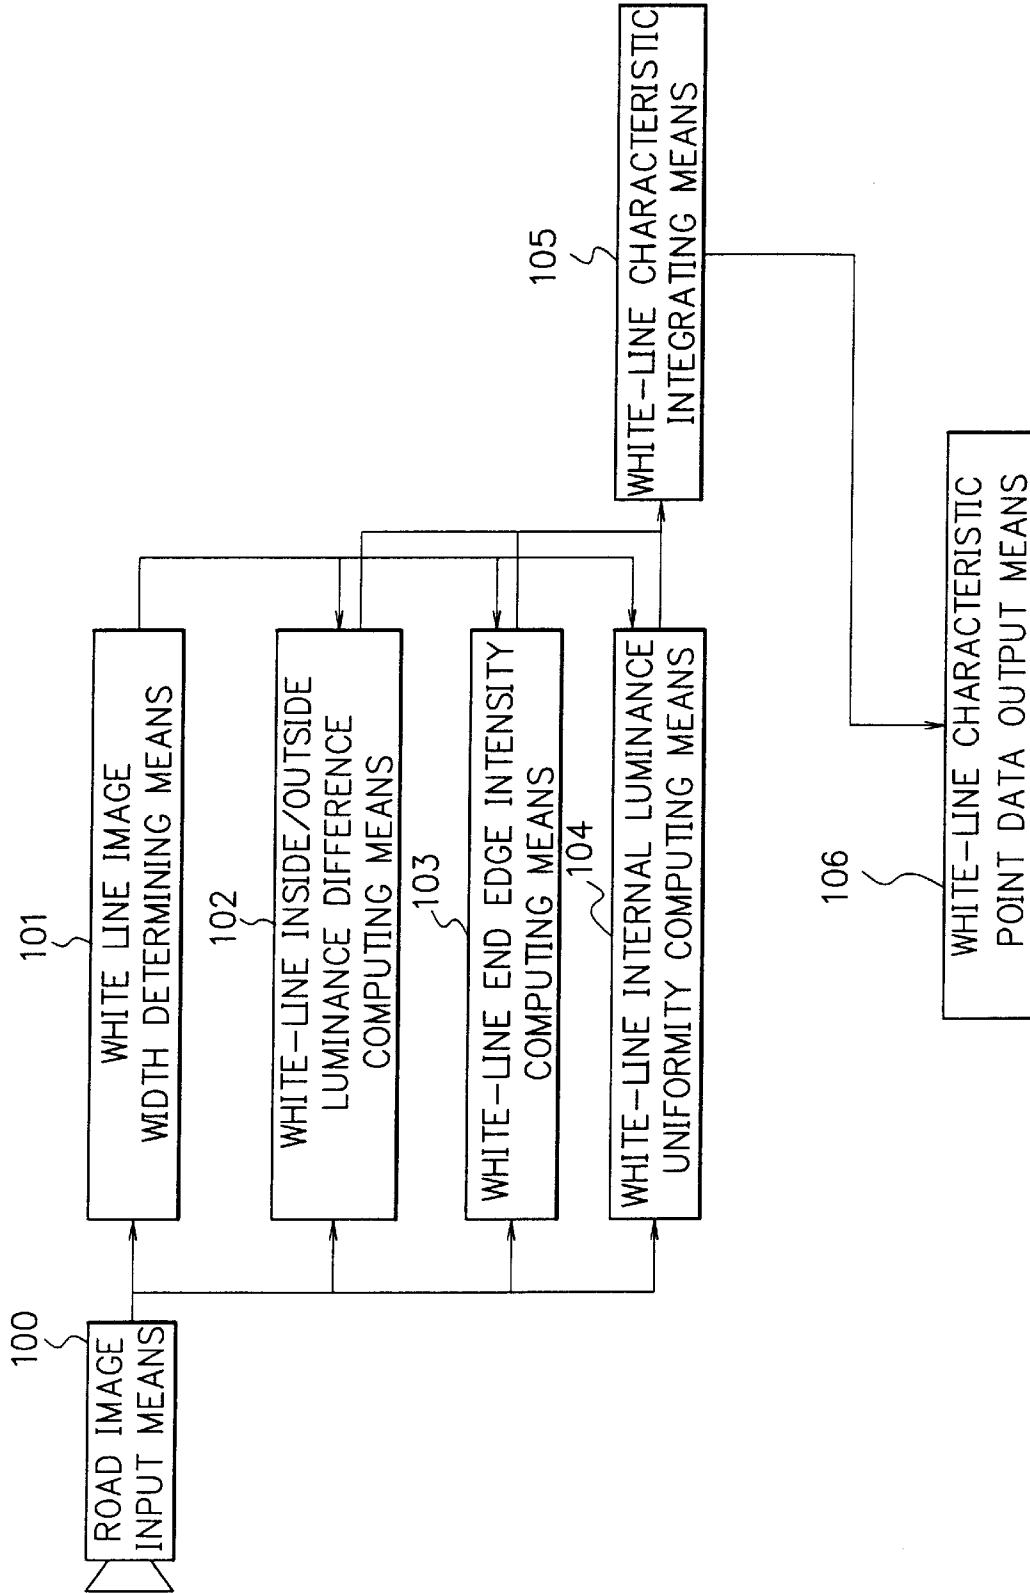 100
ROAD IMAGE
INPUT MEANS
101
WHITE LINE IMAGE
WIDTH DETERMINING MEANS
102
WHITE-LINE INSIDE/OUTSIDE
LUMINANCE DIFFERENCE
COMPUTING MEANS
103
WHITE-LINE END EDGE INTENSITY
COMPUTING MEANS
104
WHITE-LINE INTERNAL LUMINANCE
UNIFORMITY COMPUTING MEANS
105
WHITE-LINE CHARACTERISTIC
INTEGRATING MEANS
106
WHITE-LINE CHARACTERISTIC
POINT DATA OUTPUT MEANS